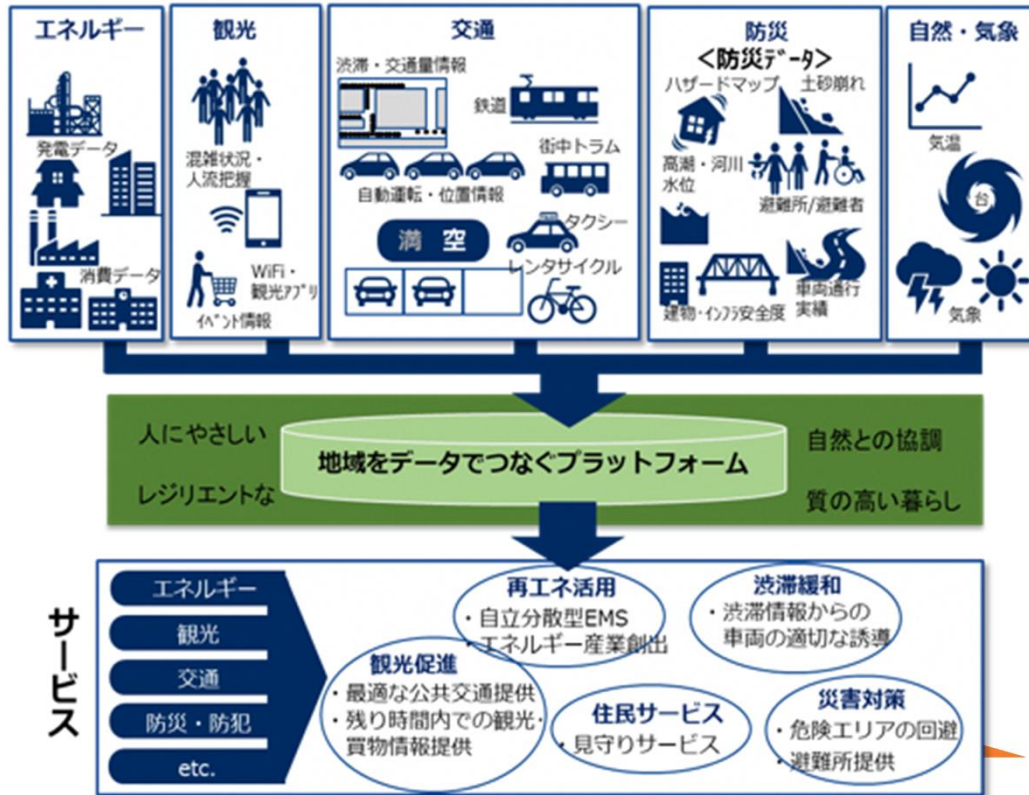 エネルギー
発電データ
消費データ
観光
混雑状況・
人流把握
WiFi・
観光アプリ
イベント情報
交通
渋滞・交通量情報
鉄道
街中トラム
自動運転・位置情報
満 空
タクシー
レンタサイクル
防災
<防災データ>
ハザードマップ
土砂崩れ
高潮・河川
水位
避難所/避難者
車両通行
実績
建物・インフラ安全度
自然・気象
気温
台
気象
人にやさしい
レジリエントな
地域をデータでつなぐプラットフォーム
自然との協調
質の高い暮らし
サービス
エネルギー
観光
交通
防災・防犯
etc.
再エネ活用
・自立分散型EMS
・エネルギー産業創出
渋滞緩和
・渋滞情報からの
車両の適切な誘導
観光促進
・最適な公共交通提供
・残り時間内での観光・
買物情報提供
住民サービス
・見守りサービス
災害対策
・危険エリアの回避
・避難所提供